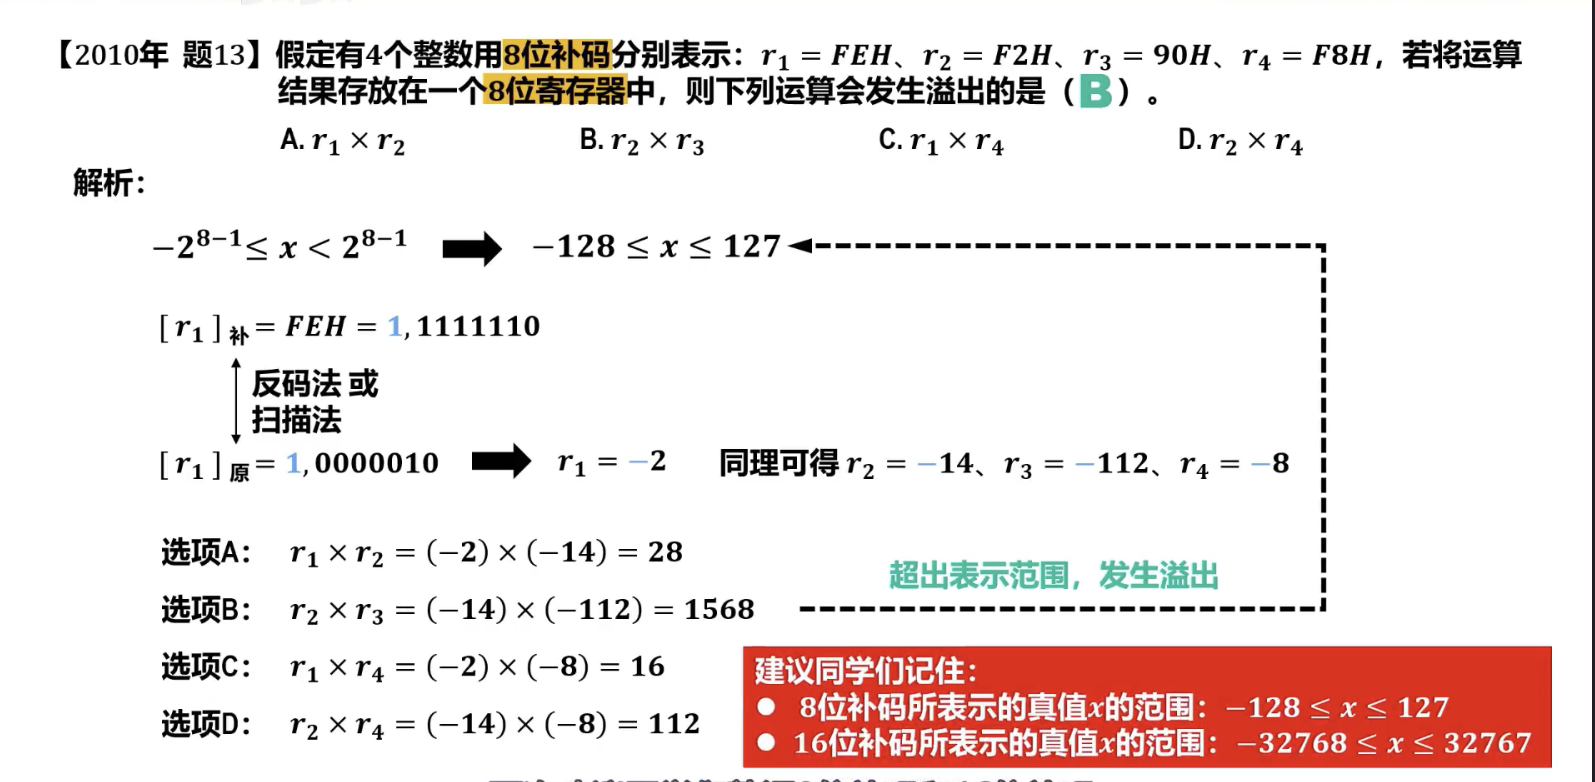 【2010年 题13】假定有4个整数用8位补码分别表示：r₁ = FEH、r₂ = F2H、r₃ = 90H、r₄ = F8H，若将运算
结果存放在一个8位寄存器中，则下列运算会发生溢出的是（B）。
A. r₁ × r₂ B. r₂ × r₃ C. r₁ × r₄ D. r₂ × r₄
解析：
−2⁸⁻¹ ≤ x < 2⁸⁻¹ −128 ≤ x ≤ 127
[r₁]补 = FEH = 1,1111110
反码法 或
扫描法
[r₁]原 = 1,0000010 r₁ = −2 同理可得 r₂ = −14、r₃ = −112、r₄ = −8
选项A： r₁ × r₂ = (−2) × (−14) = 28
超出表示范围，发生溢出
选项B： r₂ × r₃ = (−14) × (−112) = 1568
选项C： r₁ × r₄ = (−2) × (−8) = 16
选项D： r₂ × r₄ = (−14) × (−8) = 112
建议同学们记住：
● 8位补码所表示的真值x的范围：−128 ≤ x ≤ 127
● 16位补码所表示的真值x的范围：−32768 ≤ x ≤ 32767